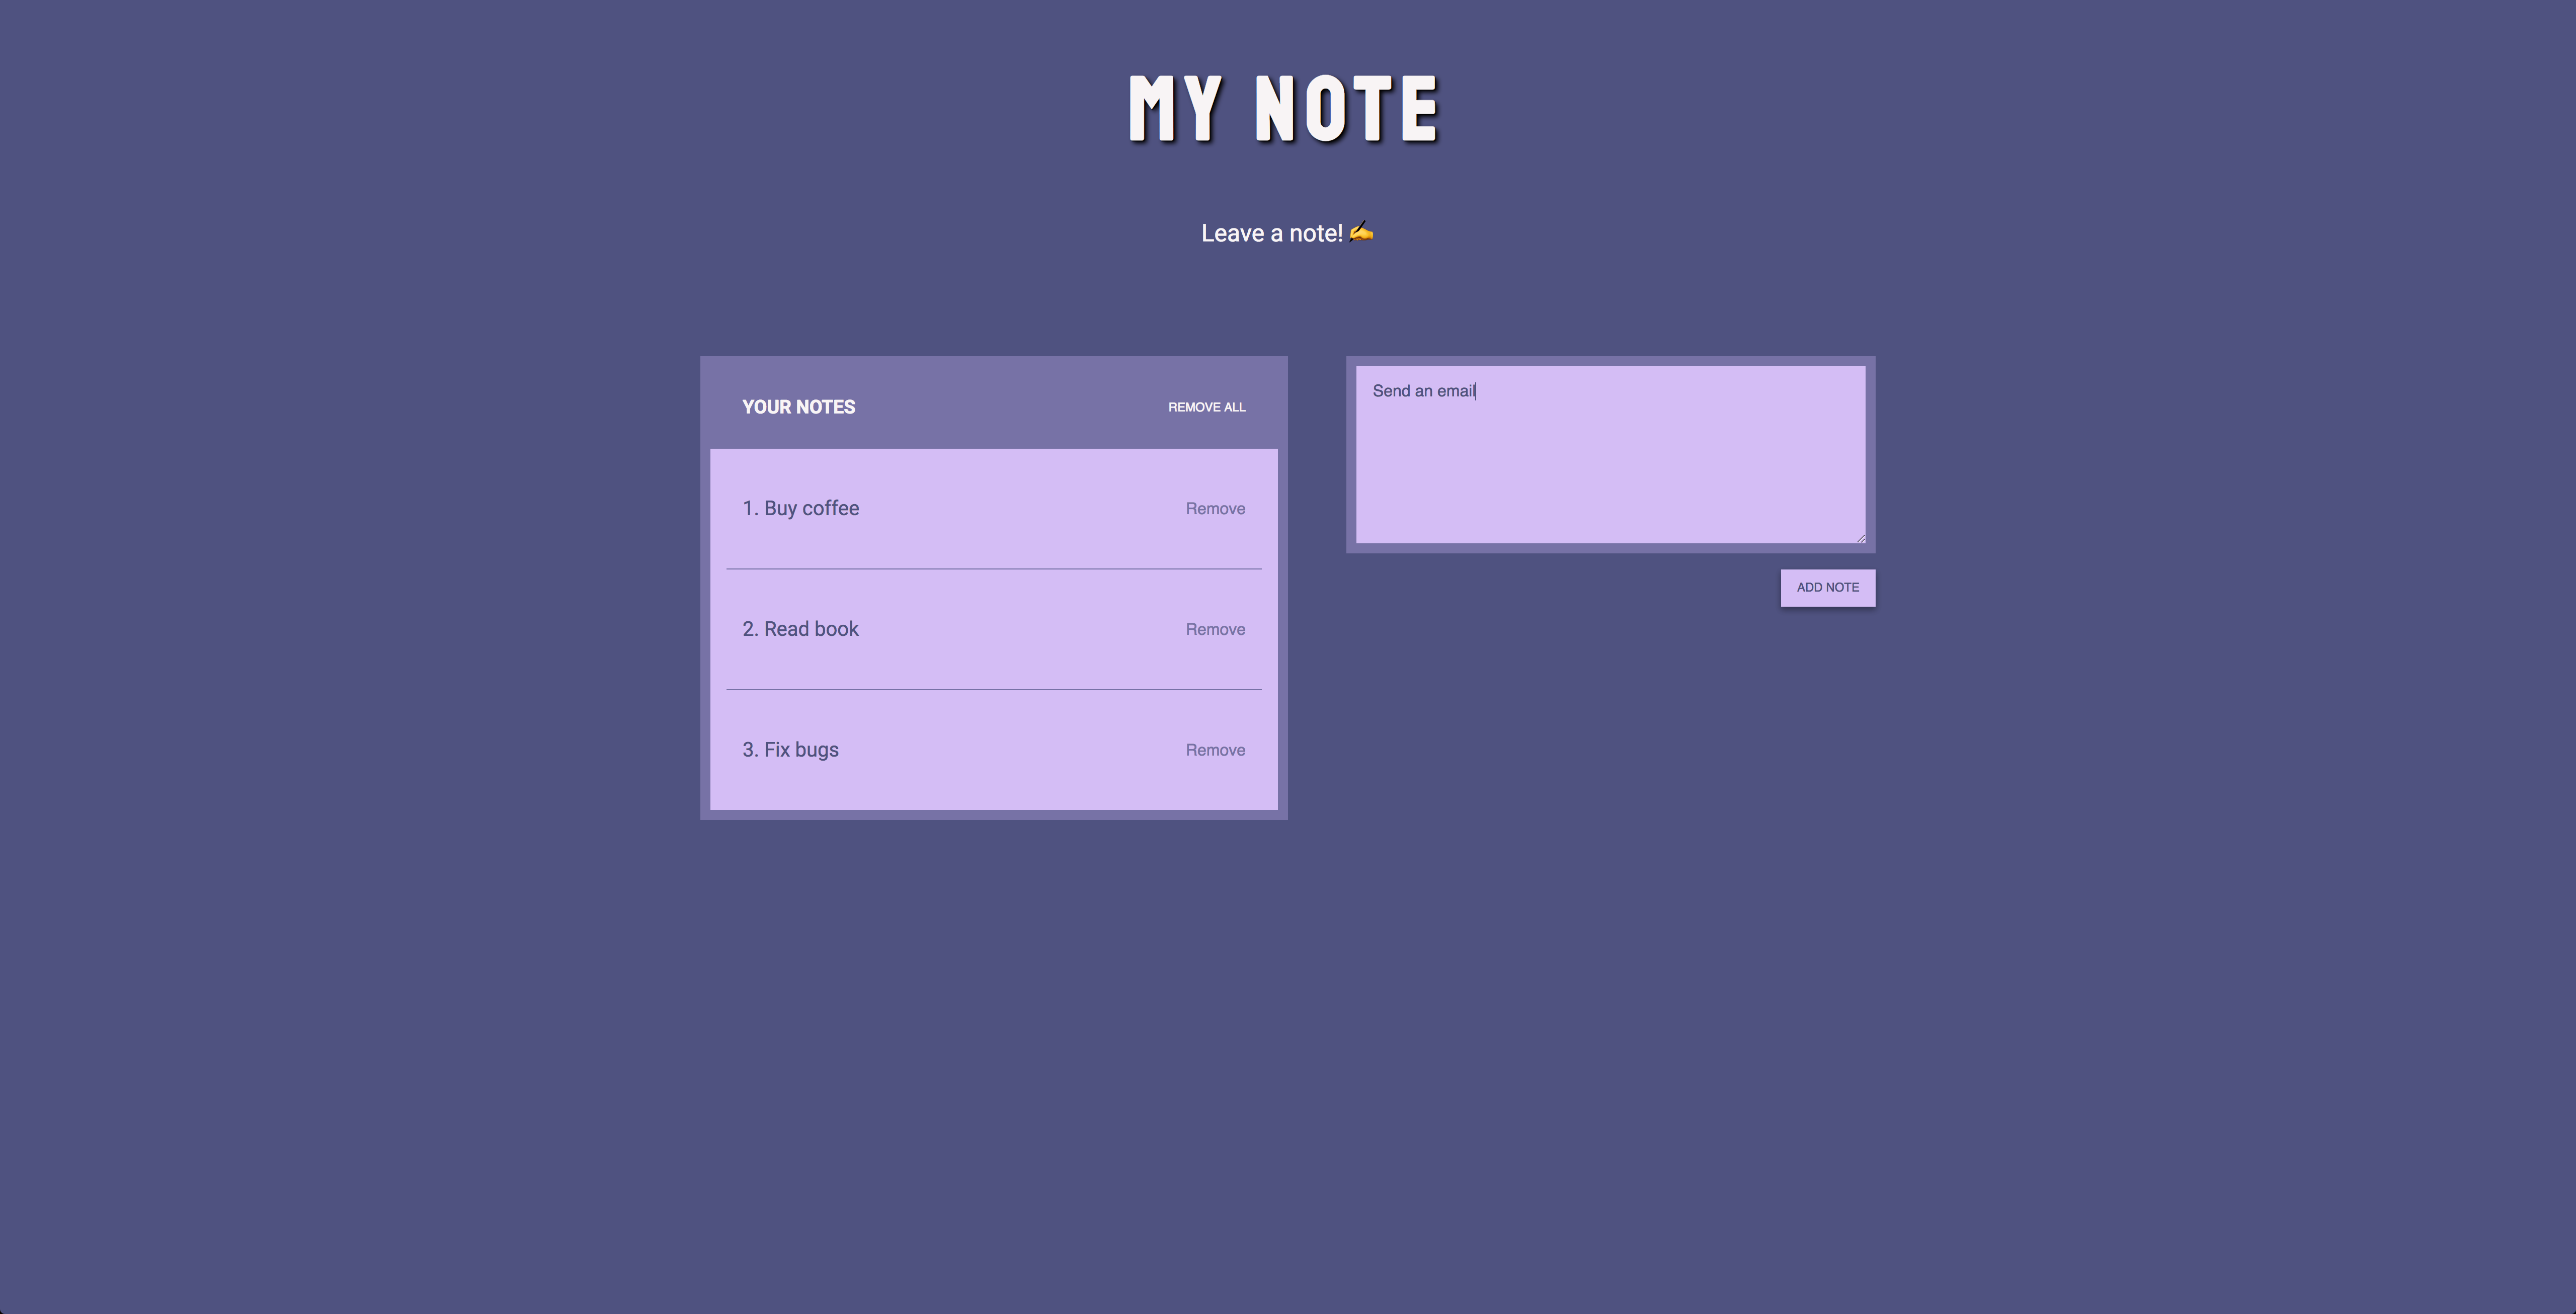 MY NOTE
Leave a note!✍️
YOUR NOTES
REMOVE ALL
1. Buy coffee
Remove
2. Read book
Remove
3. Fix bugs
Remove
Send an email
ADD NOTE